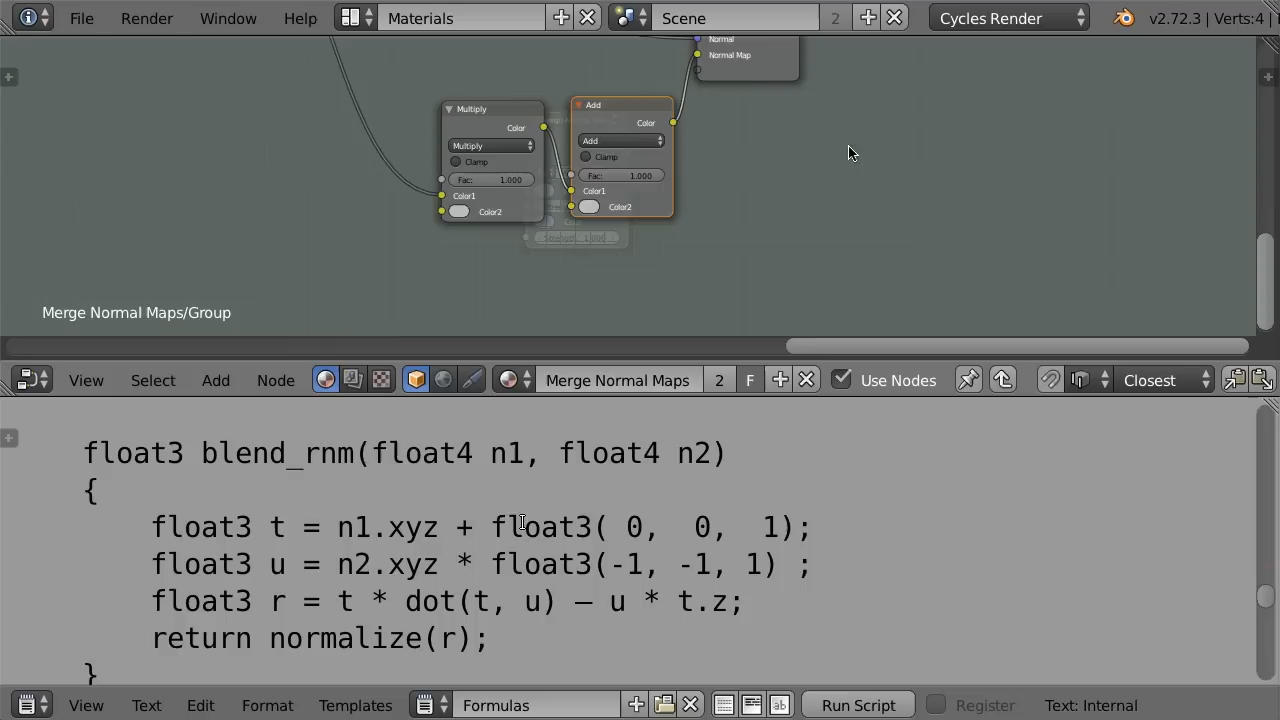 File Render Window Help Materials Scene 2 Cycles Render v2.72.3 | Verts:4 |
Normal
Normal Map
Multiply
Color
Multiply
Clamp
Fac: 1.000
Color1
Color2
Add
Color
Add
Clamp
Fac: 1.000
Color1
Color2
Merge Normal Maps/Group
View Select Add Node Merge Normal Maps 2 F Use Nodes Closest
float3 blend_rnm(float4 n1, float4 n2)
{
float3 t = n1.xyz + float3( 0, 0, 1);
float3 u = n2.xyz * float3(-1, -1, 1) ;
float3 r = t * dot(t, u) – u * t.z;
return normalize(r);
}
View Text Edit Format Templates Formulas Run Script Register Text: Internal